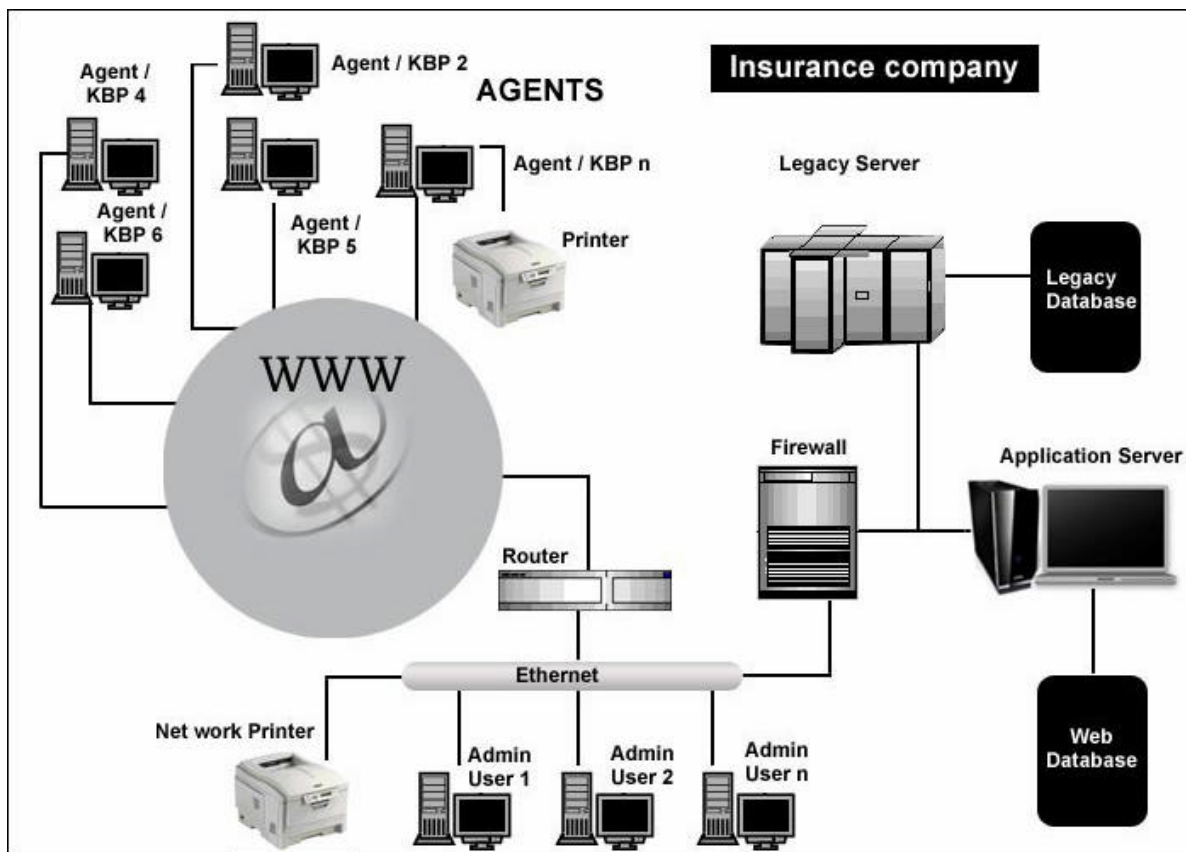 Agent / KBP 2
Insurance company
Agent /
KBP 4
AGENTS
Agent / KBP n
Legacy Server
Agent /
KBP 6
Agent /
KBP 5
Printer
Legacy
Database
WWW
a
Firewall
Application Server
Router
Ethernet
Net work Printer
Admin
User 1
Admin
User 2
Admin
User n
Web
Database